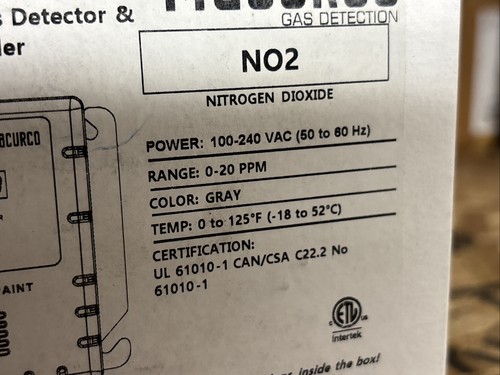 Detector &
GAS DETECTION
NO2
NITROGEN DIOXIDE
POWER: 100-240 VAC (50 to 60 Hz)
RANGE: 0-20 PPM
COLOR: GRAY
TEMP: 0 to 125°F (-18 to 52°C)
CERTIFICATION:
UL 61010-1 CAN/CSA C22.2 No
61010-1
ETL
c us
Intertek
inside the box!